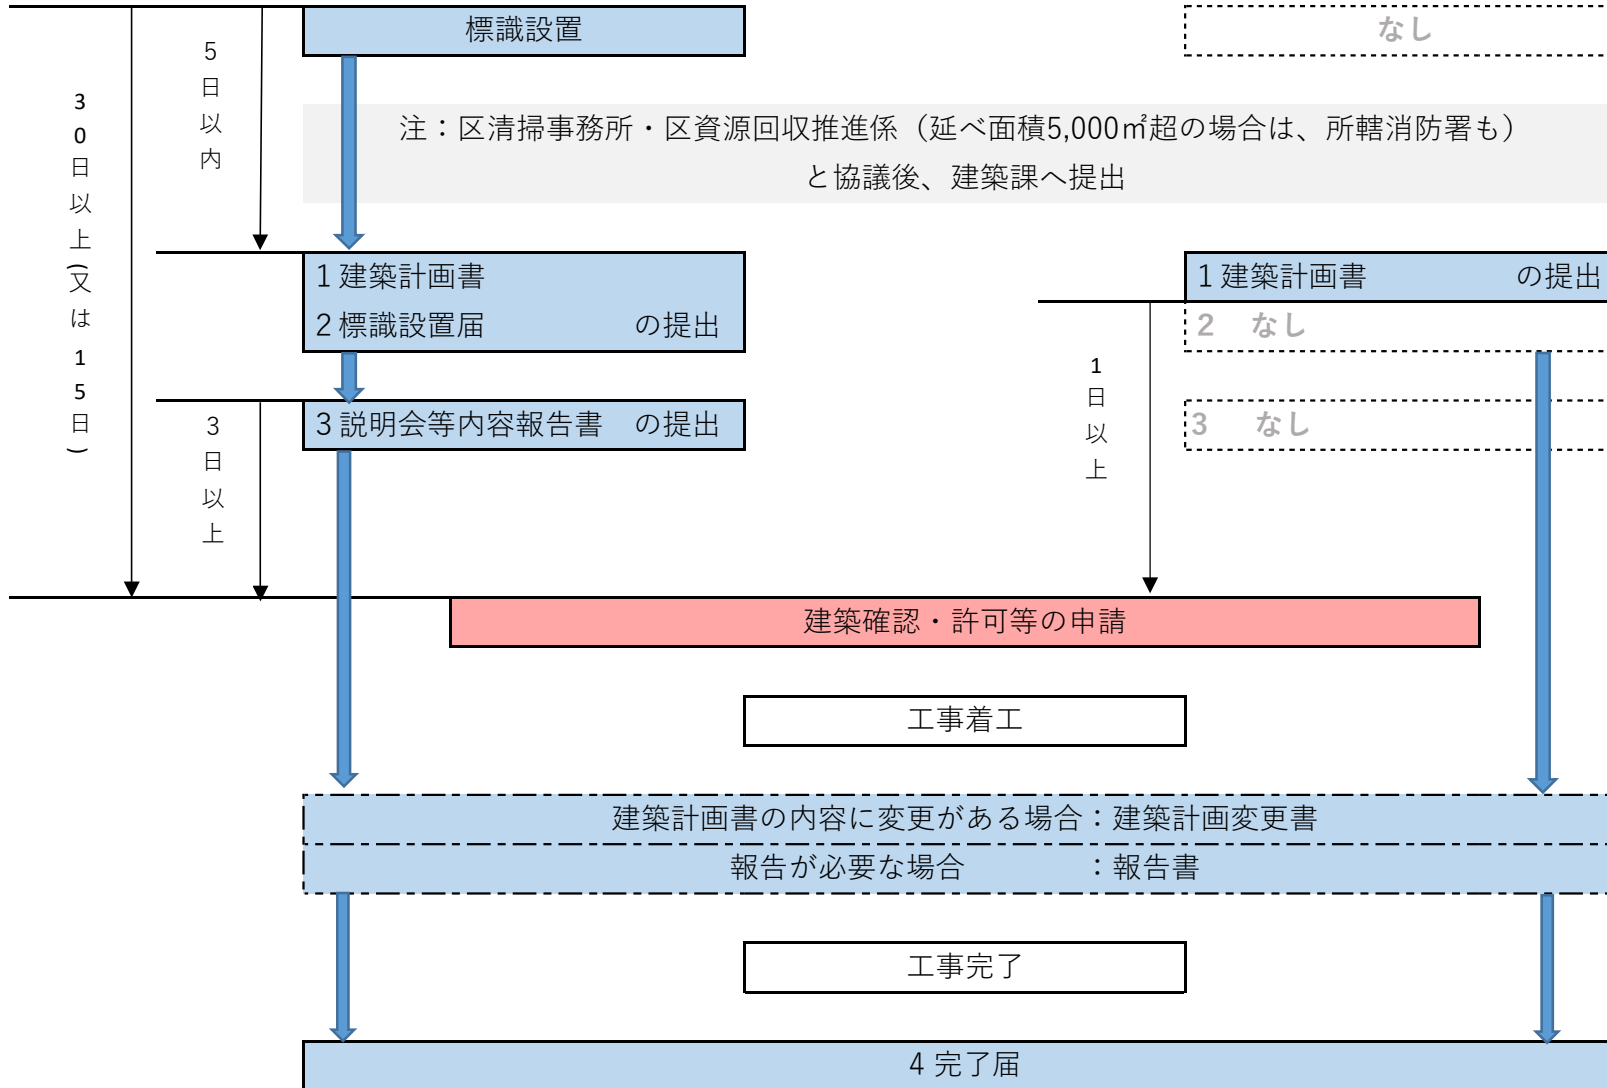 標識設置
なし
5日以内
30日以上(又は15日)
注：区清掃事務所・区資源回収推進係（延べ面積5,000㎡超の場合は、所轄消防署も）
と協議後、建築課へ提出
1 建築計画書
2 標識設置届 の提出
1 建築計画書 の提出
2 なし
1日以上
3 説明会等内容報告書 の提出
3 なし
3日以上
建築確認・許可等の申請
工事着工
建築計画書の内容に変更がある場合：建築計画変更書
報告が必要な場合 ：報告書
工事完了
4 完了届